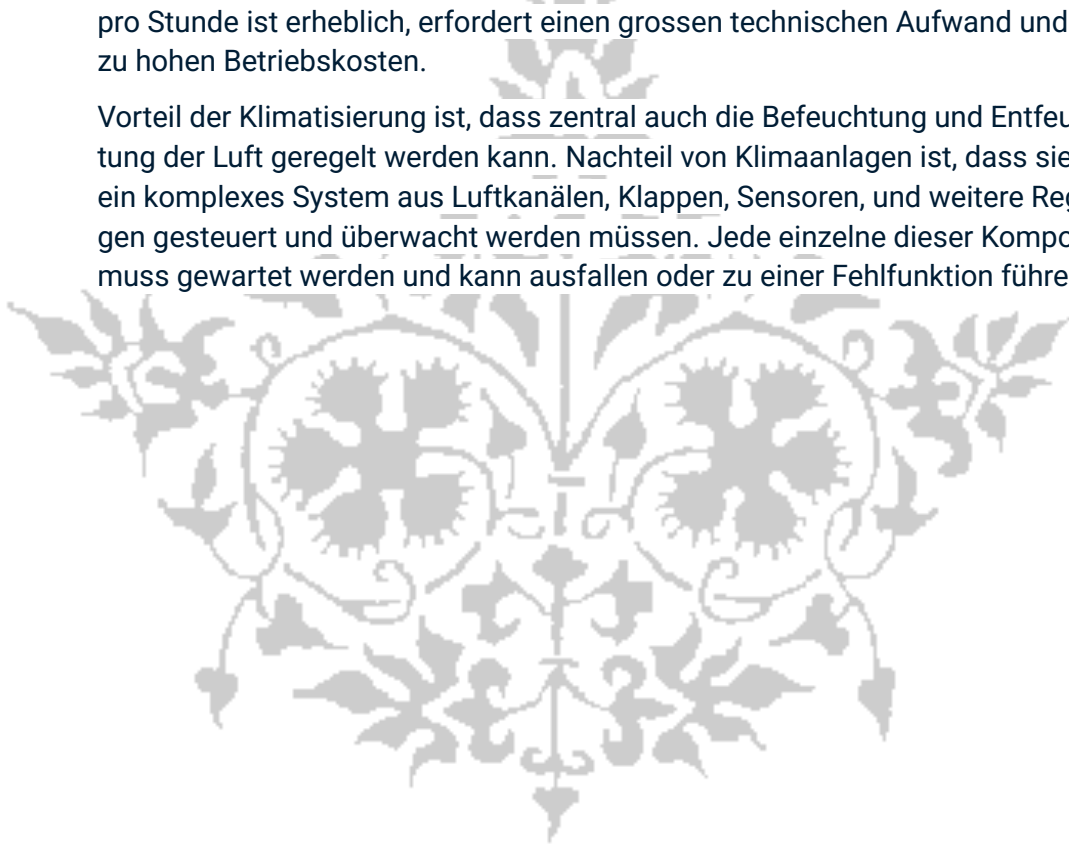 pro Stunde ist erheblich, erfordert einen grossen technischen Aufwand und
zu hohen Betriebskosten.
Vorteil der Klimatisierung ist, dass zentral auch die Befeuchtung und Entfeu
tung der Luft geregelt werden kann. Nachteil von Klimaanlagen ist, dass sie
ein komplexes System aus Luftkanälen, Klappen, Sensoren, und weitere Reg
gen gesteuert und überwacht werden müssen. Jede einzelne dieser Kompo
muss gewartet werden und kann ausfallen oder zu einer Fehlfunktion führe